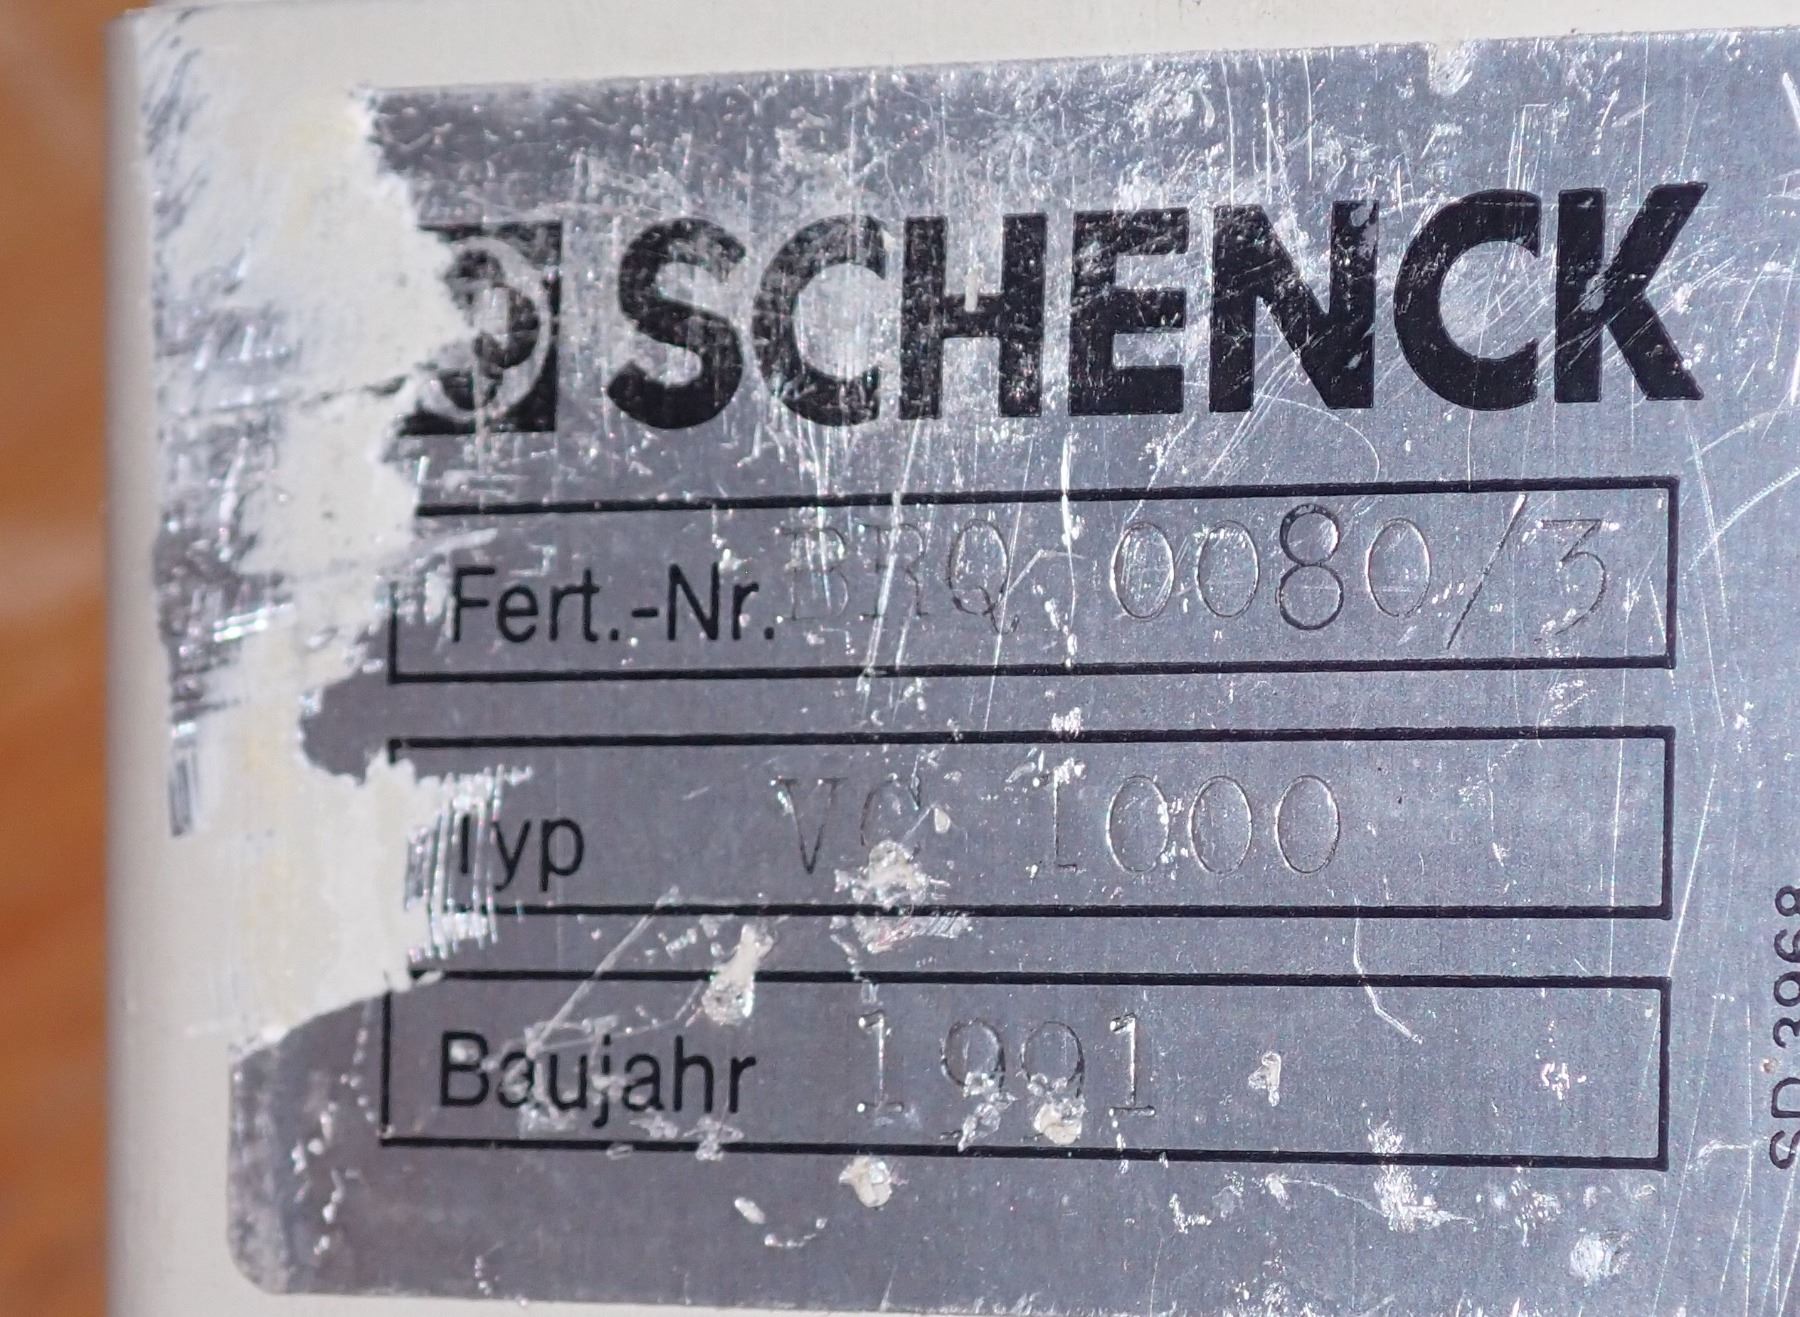 SCHENCK
Fert.-Nr. BRQ 0080/3
Typ VC 1000
Baujahr 1991
SD 3968